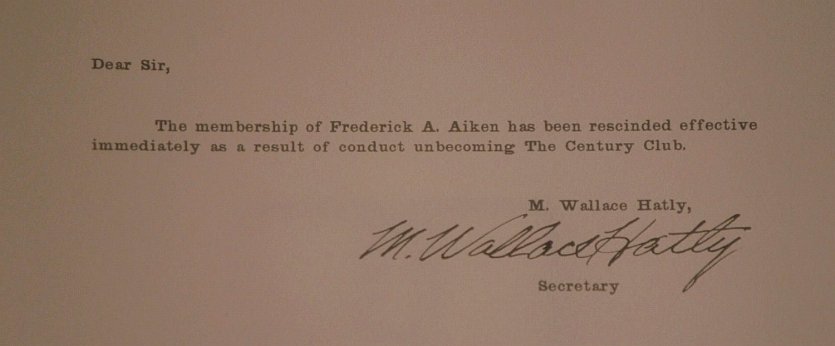 Dear Sir,
The membership of Frederick A. Aiken has been rescinded effective
immediately as a result of conduct unbecoming The Century Club.
M. Wallace Hatly,
M. Wallace Hatly
Secretary